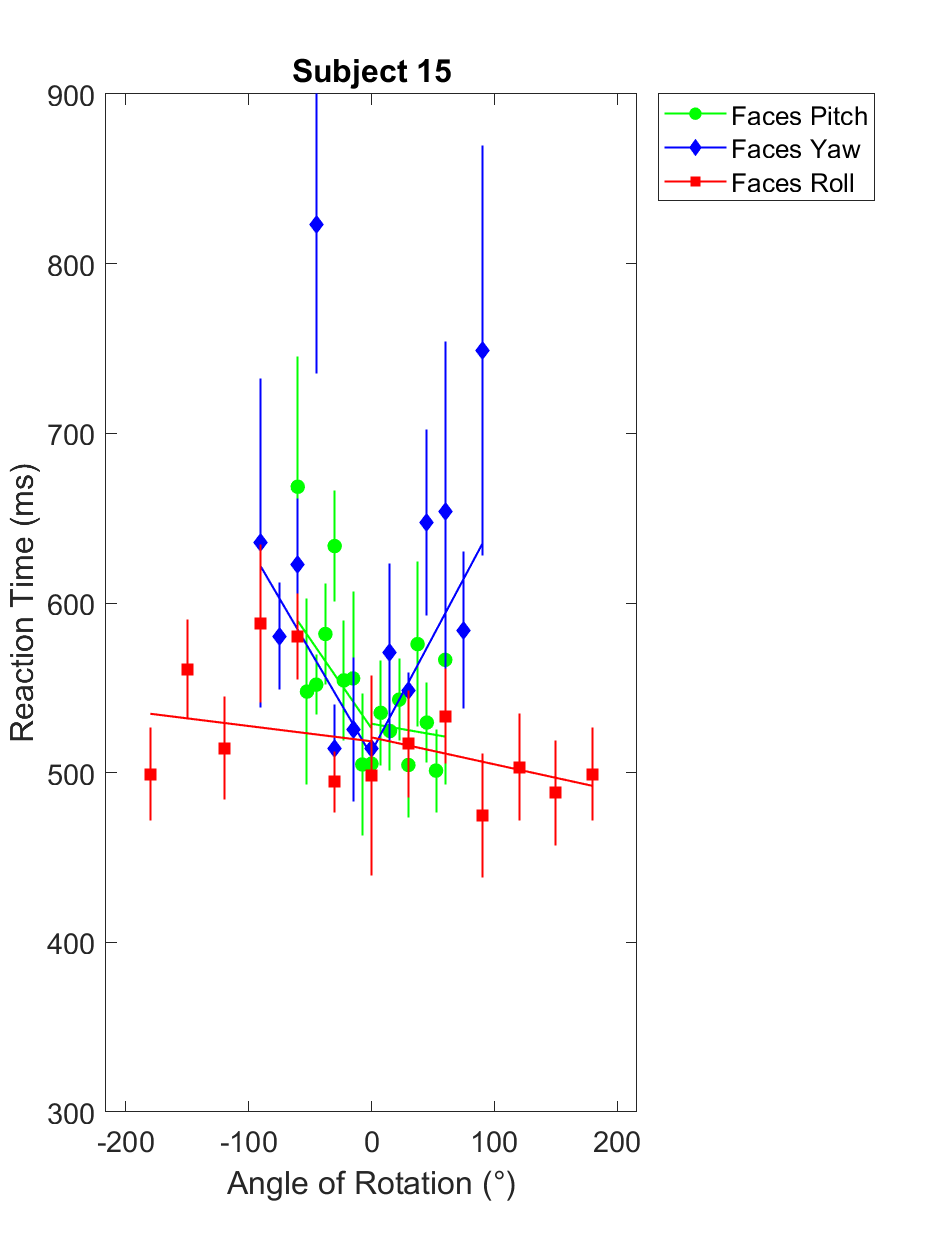 Subject 15
900
800
700
600
500
400
300
-200 -100 0 100 200
Reaction Time (ms)
Angle of Rotation (°)
Faces Pitch
Faces Yaw
Faces Roll